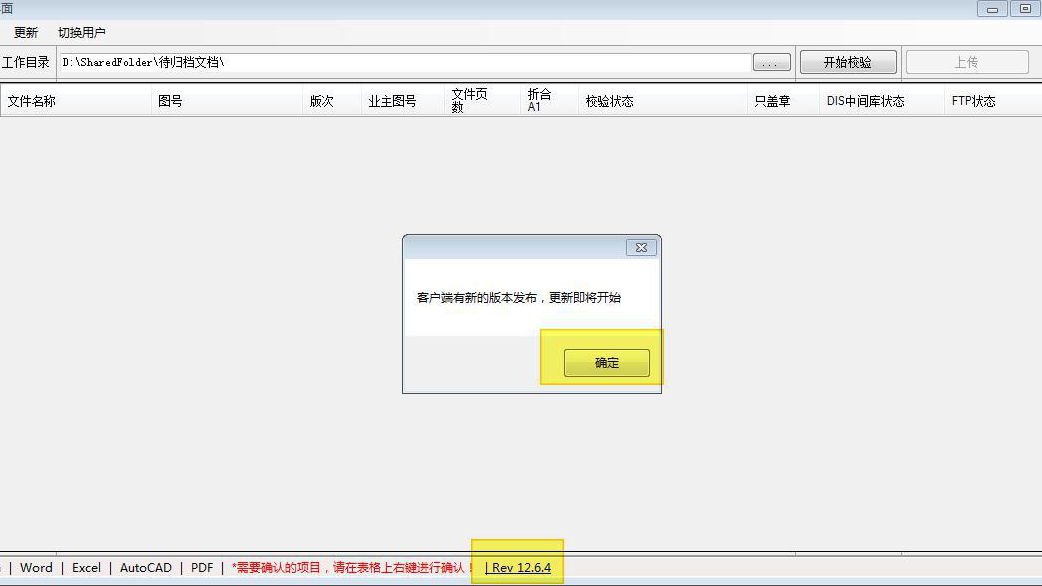 面
更新 切换用户
工作目录 D:\SharedFolder\待归档文档\ ... 开始校验 上传
文件名称 图号 版次 业主图号 文件页数 折合A1 校验状态 只盖章 DIS中间库状态 FTP状态
客户端有新的版本发布，更新即将开始
确定
| Word | Excel | AutoCAD | PDF | *需要确认的项目，请在表格上右键进行确认！ | Rev 12.6.4